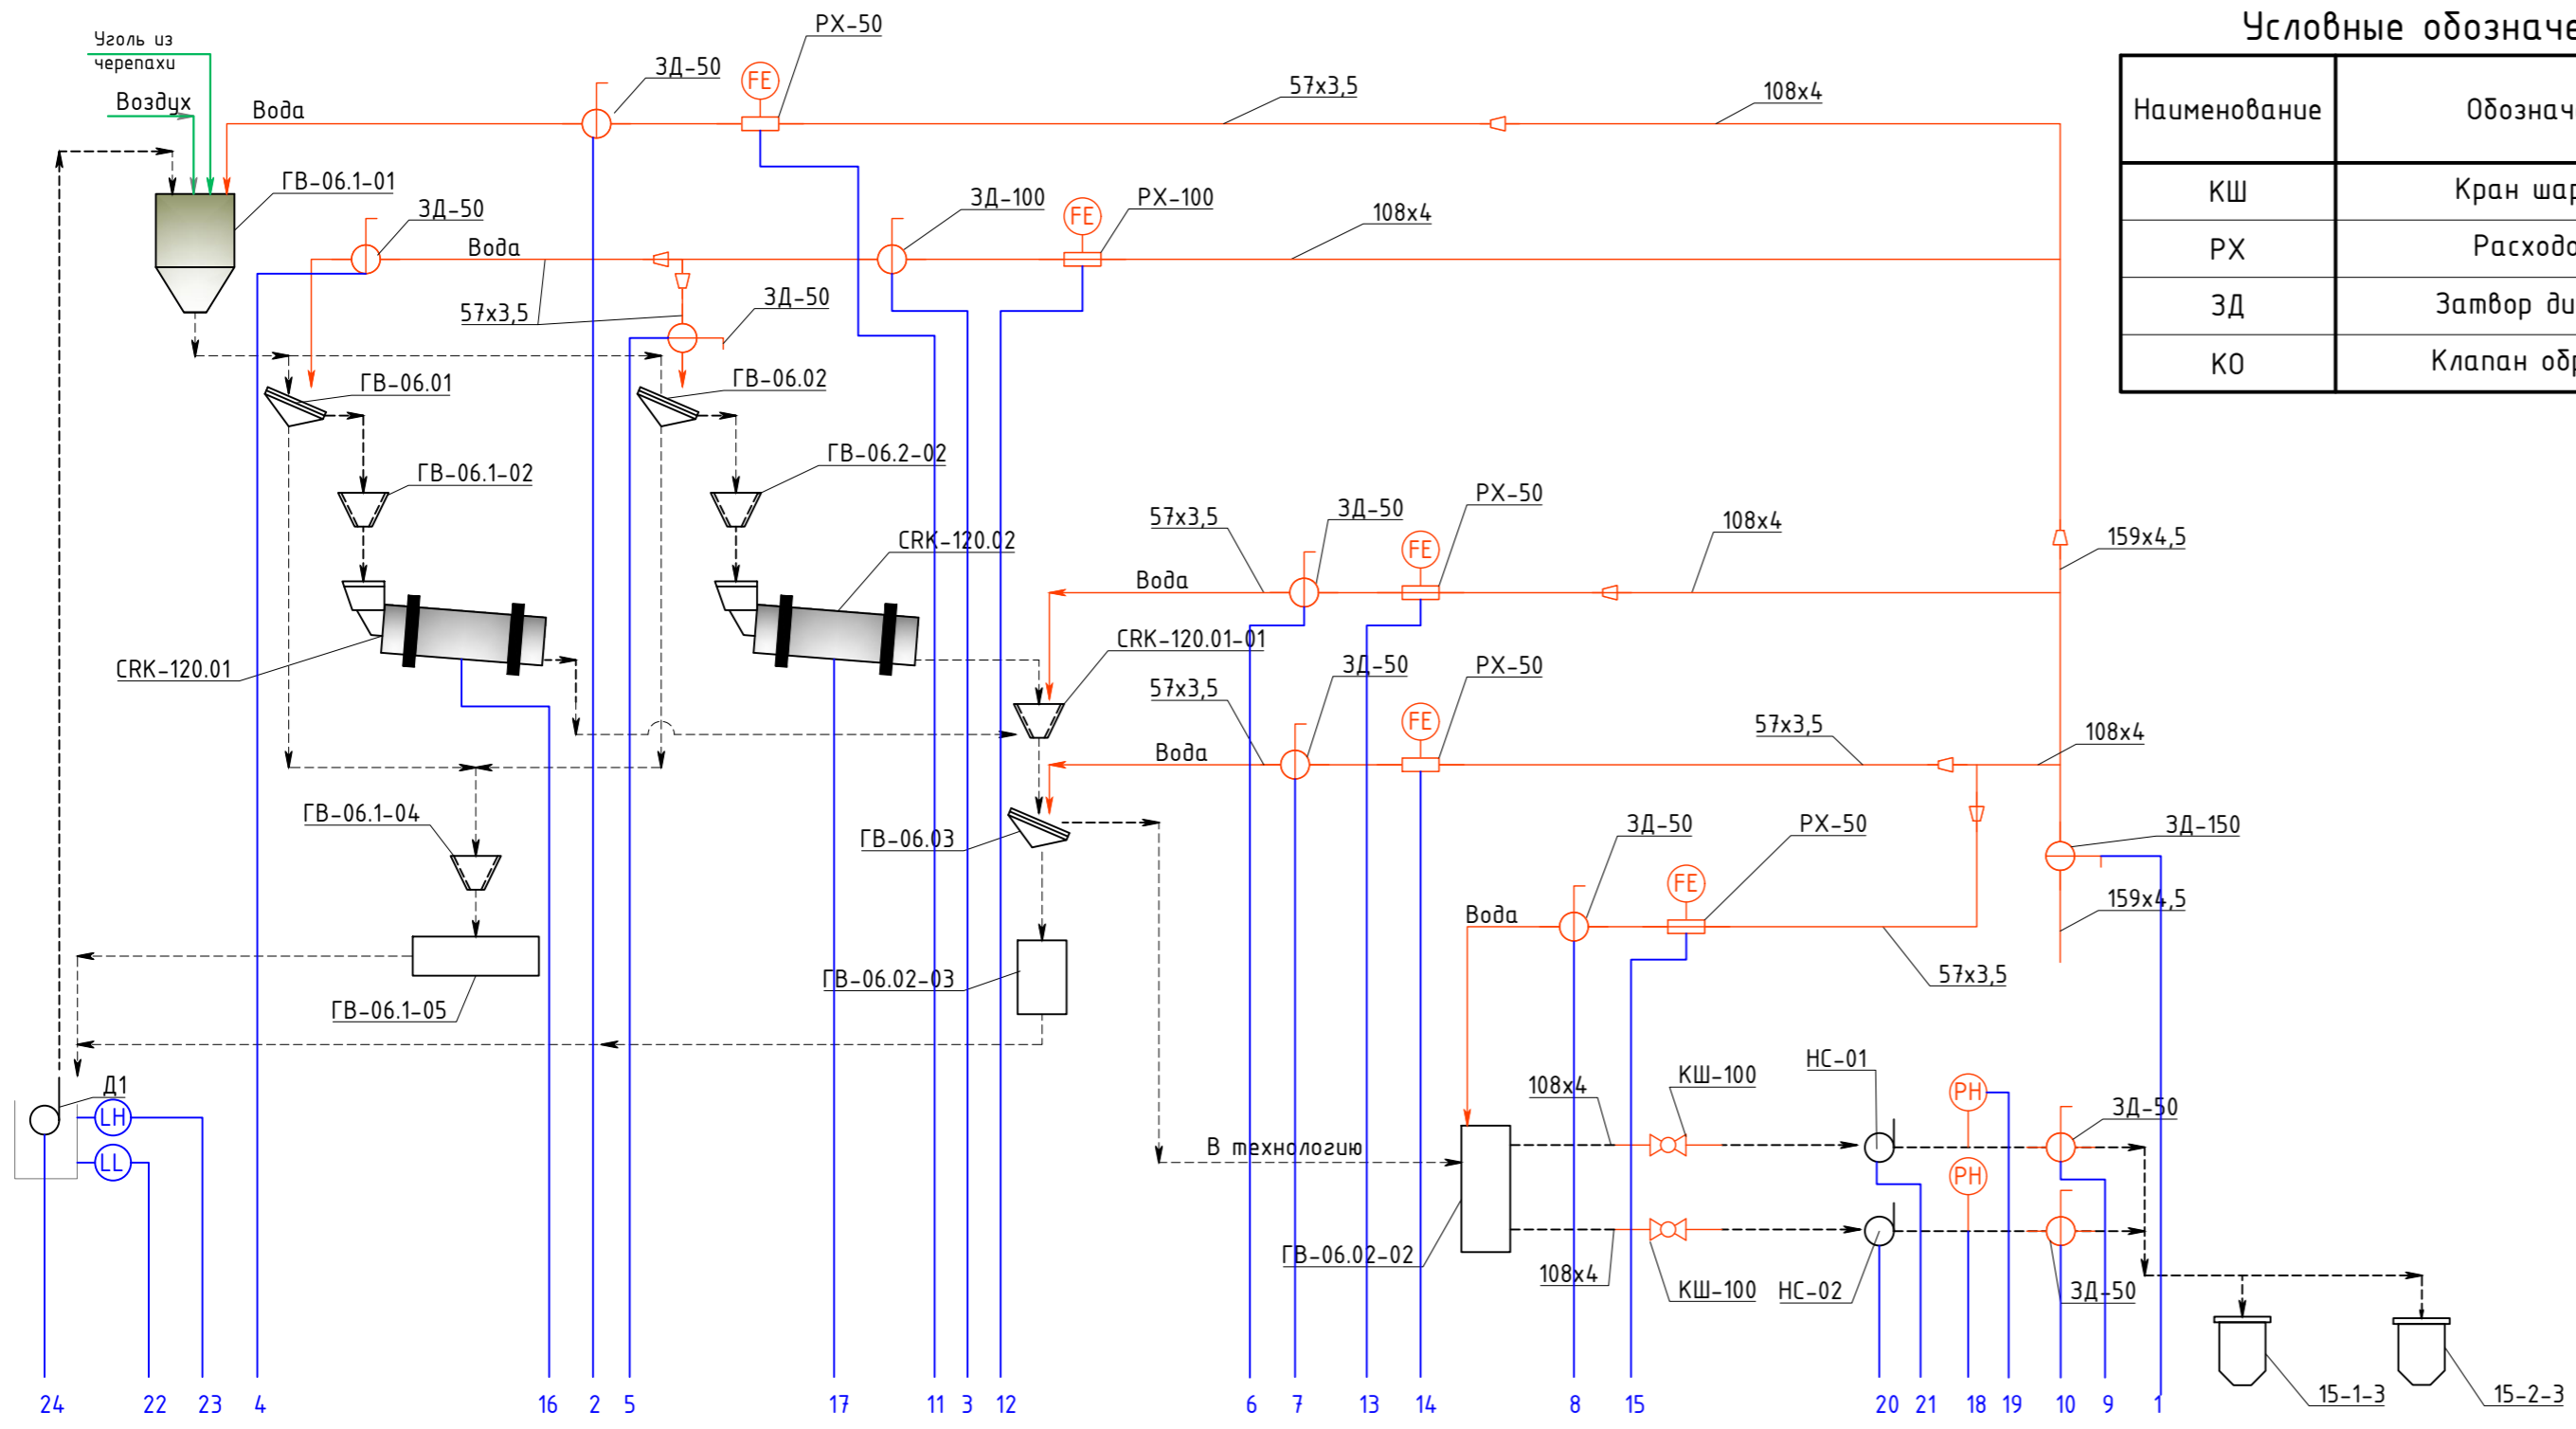 Условные обозначе
Наименование
Обознач
КШ
Кран шар
РХ
Расходо
ЗД
Затвор ди
КО
Клапан обр
Уголь из
черепахи
Воздух
Вода
ЗД-50
FE
РХ-50
57х3,5
108х4
ГВ-06.1-01
ЗД-50
Вода
ЗД-100
FE
РХ-100
108х4
57х3,5
ЗД-50
ГВ-06.01
ГВ-06.02
ГВ-06.1-02
ГВ-06.2-02
CRK-120.02
57х3,5
ЗД-50
РХ-50
FE
108х4
159х4,5
Вода
CRK-120.01
CRK-120.01-01
57х3,5
ЗД-50
РХ-50
FE
57х3,5
108х4
Вода
ГВ-06.1-04
ГВ-06.03
ЗД-50
РХ-50
FE
ЗД-150
159х4,5
Вода
57х3,5
ГВ-06.1-05
ГВ-06.02-03
Д1
LH
LL
108х4
КШ-100
НС-01
PH
ЗД-50
В технологию
PH
ГВ-06.02-02
108х4
КШ-100
НС-02
ЗД-50
15-1-3
15-2-3
24 22 23 4 16 2 5 17 11 3 12 6 7 13 14 8 15 20 21 18 19 10 9 1